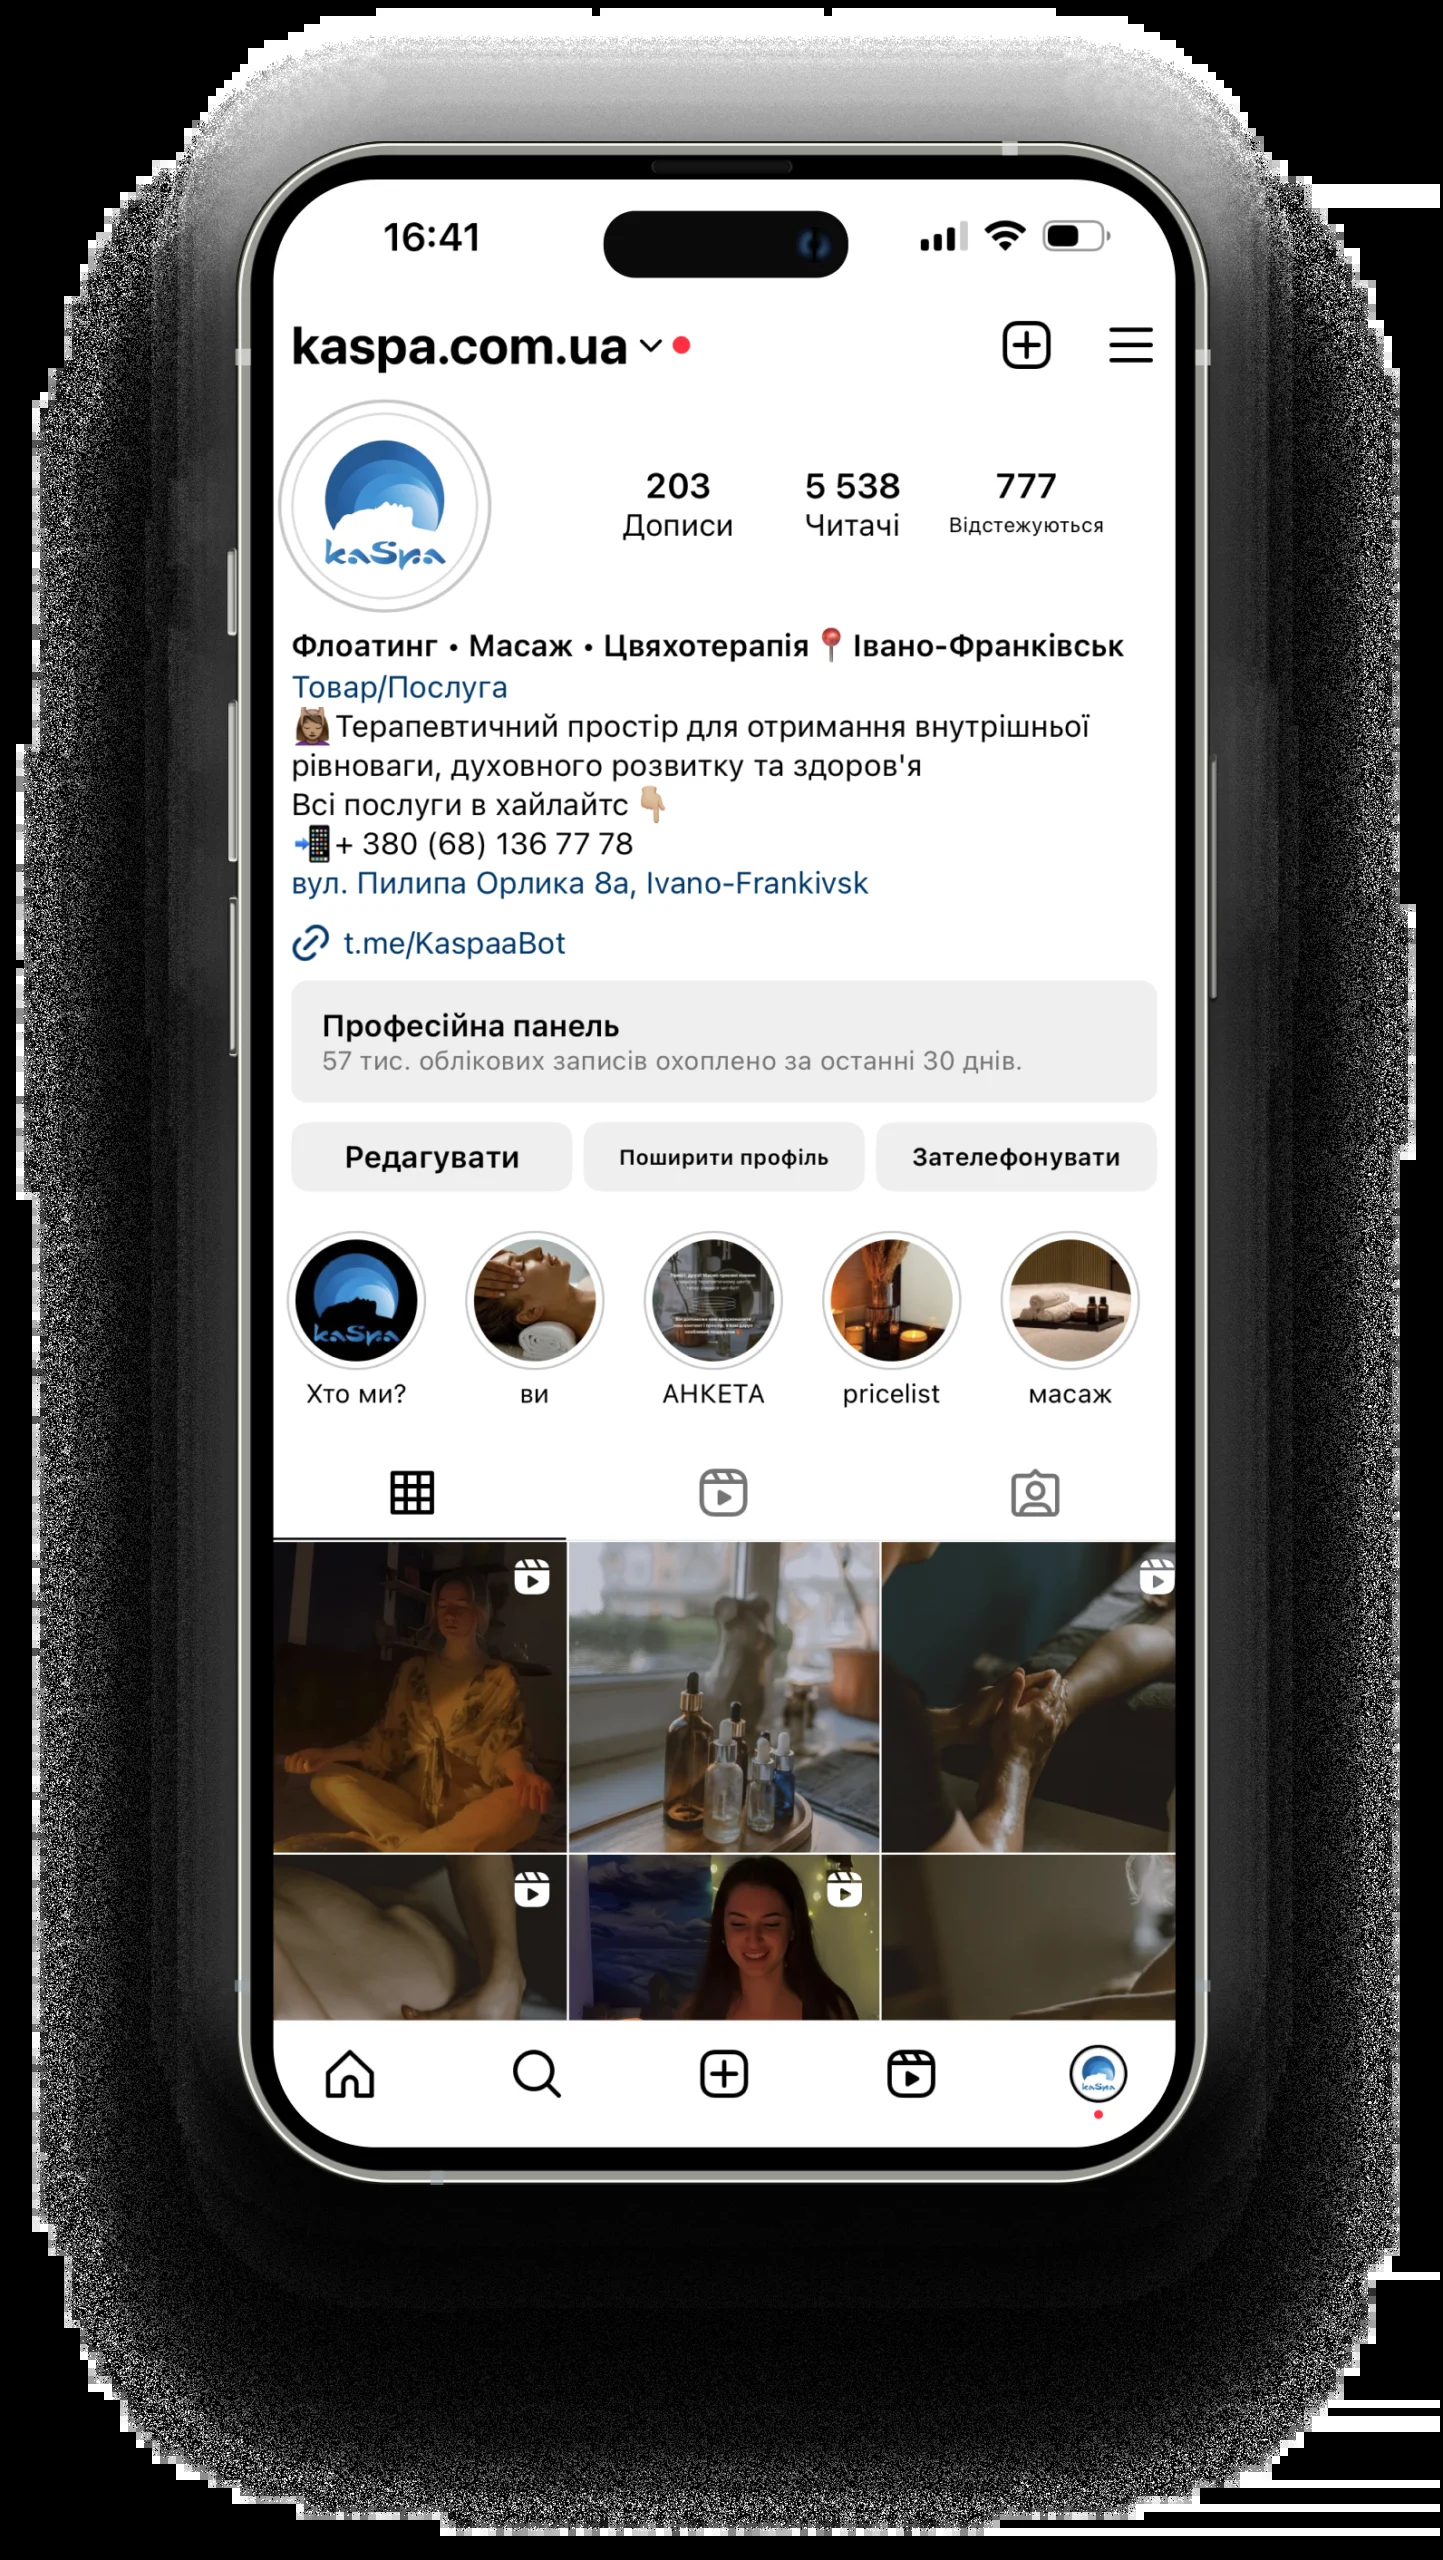 16:41
kaspa.com.ua
kaSpa
203 5 538 777
Дописи Читачі Відстежуються
Флоатинг • Масаж • Цвяхотерапія📍Івано-Франківськ
Товар/Послуга
💆🏽‍♀️Терапевтичний простір для отримання внутрішньої
рівноваги, духовного розвитку та здоров'я
Всі послуги в хайлайтс 👇🏼
📲+ 380 (68) 136 77 78
вул. Пилипа Орлика 8а, Ivano-Frankivsk
t.me/KaspaaBot
Професійна панель
57 тис. облікових записів охоплено за останні 30 днів.
Редагувати Поширити профіль Зателефонувати
kaSpa
Хто ми? ви АНКЕТА pricelist масаж
kaSpa